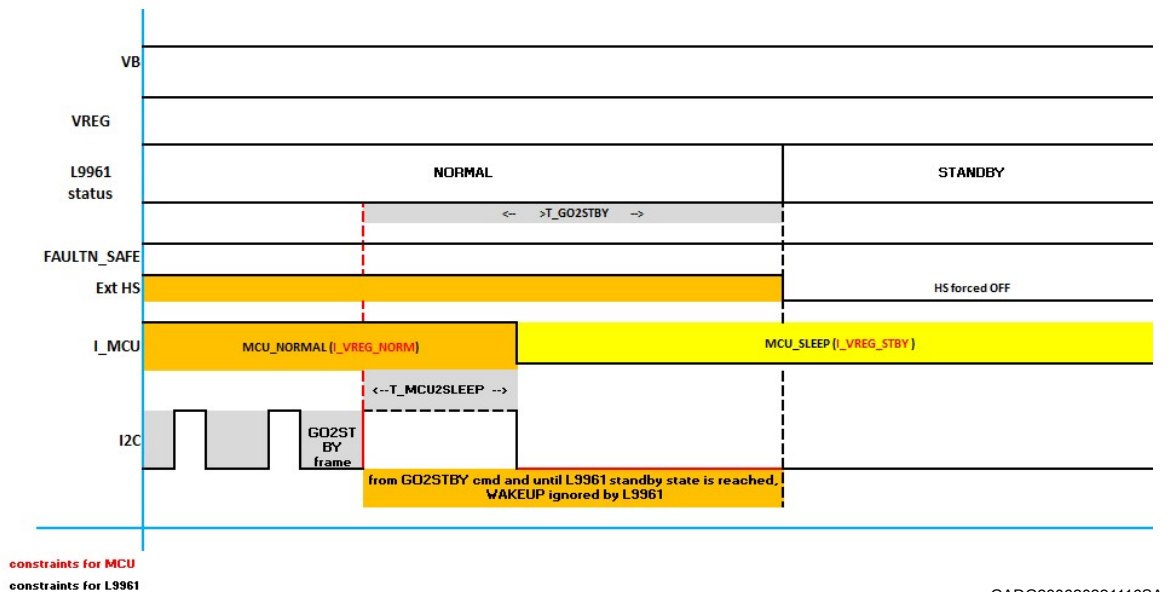 VB
VREG
L9961
status
NORMAL
STANDBY
<-- >T_GO2STBY -->
FAULTN_SAFE
Ext HS
HS forced OFF
I_MCU
MCU_NORMAL (I_VREG_NORM)
MCU_SLEEP (I_VREG_STBY )
<--T_MCU2SLEEP -->
I2C
GO2ST
BY
frame
from GO2STBY cmd and until L9961 standby state is reached,
WAKEUP ignored by L9961
constraints for MCU
constraints for L9961